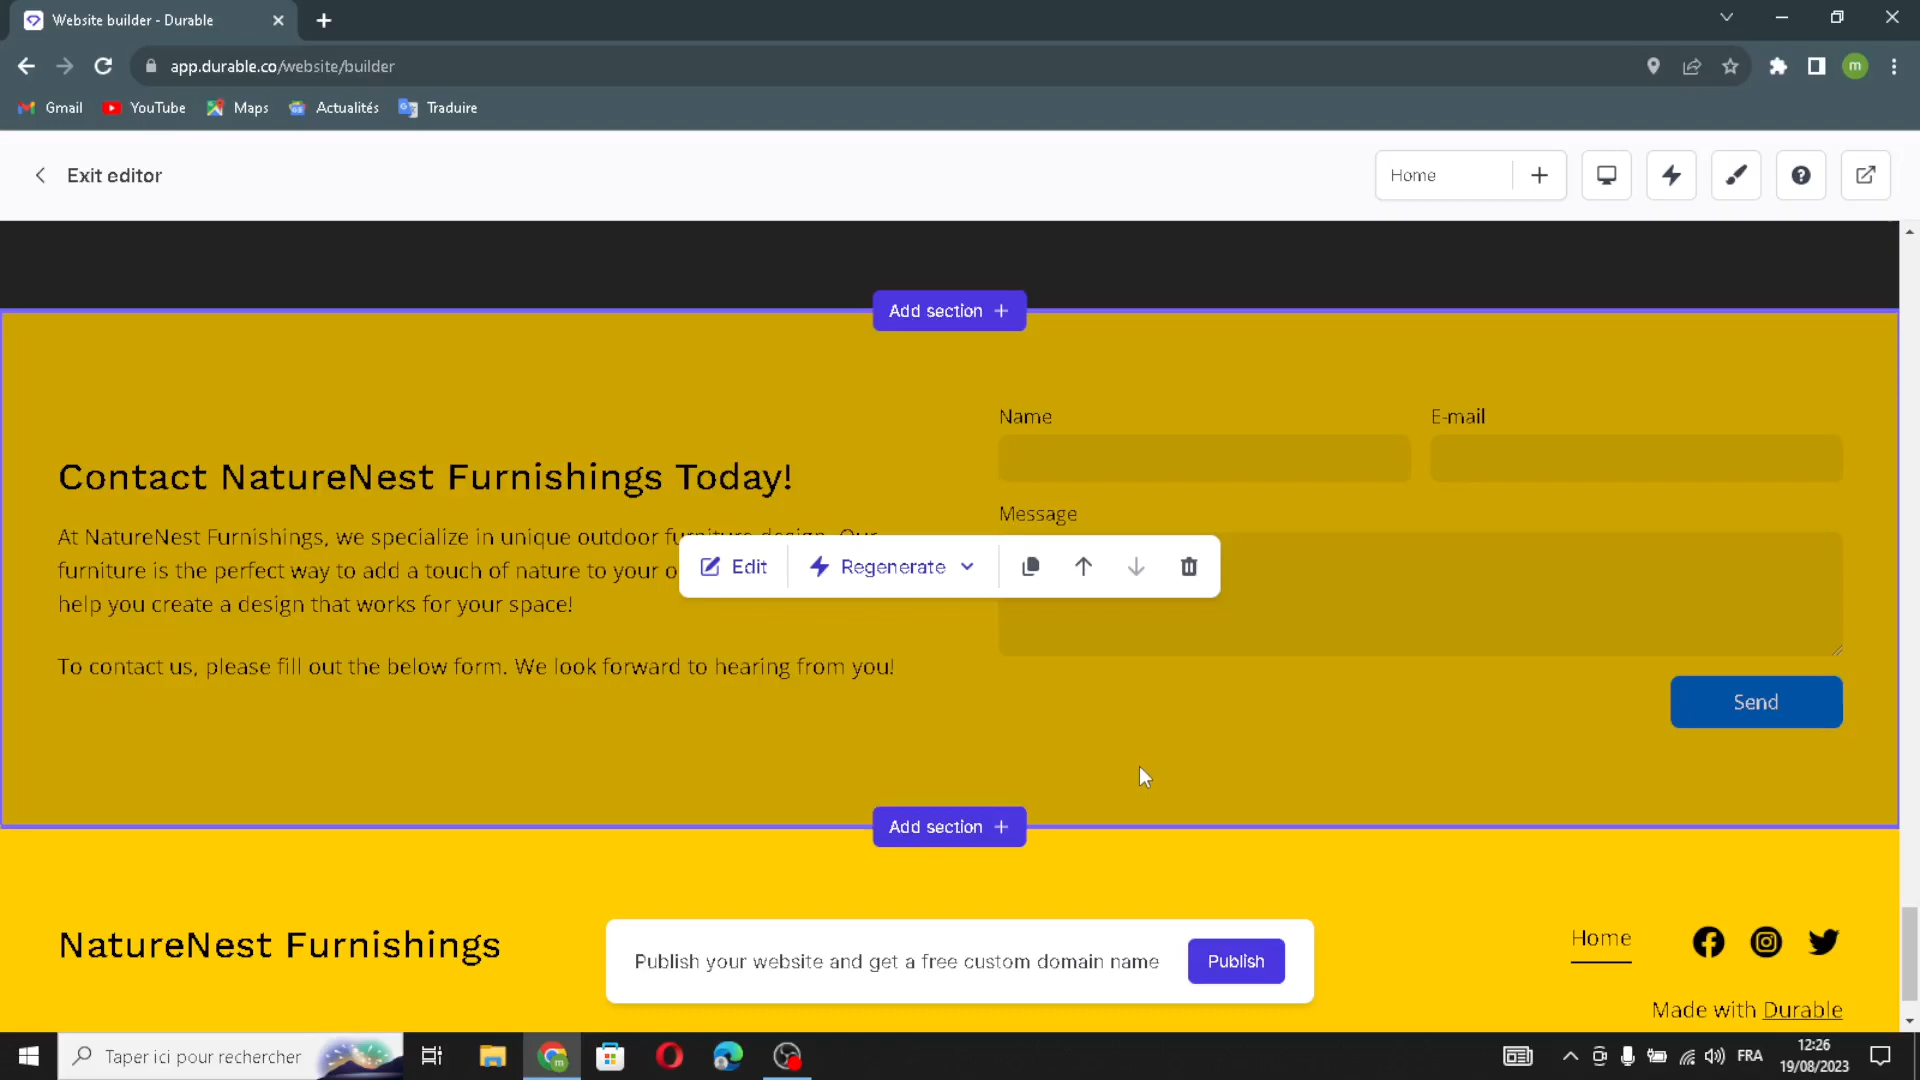 Website builder - Durable
app.durable.co/website/builder
m
Gmail
YouTube
Maps
Actualités
Traduire
Exit editor
Home
Add section
Name
E-mail
Contact NatureNest Furnishings Today!
Message
At NatureNest Furnishings, we specialize in unique outdoor furniture design. Our
furniture is the perfect way to add a touch of nature to your o
help you create a design that works for your space!
Edit
Regenerate
To contact us, please fill out the below form. We look forward to hearing from you!
Send
Add section
NatureNest Furnishings
Publish your website and get a free custom domain name
Publish
Home
Made with Durable
Taper ici pour rechercher
FRA
12:26
19/08/2023